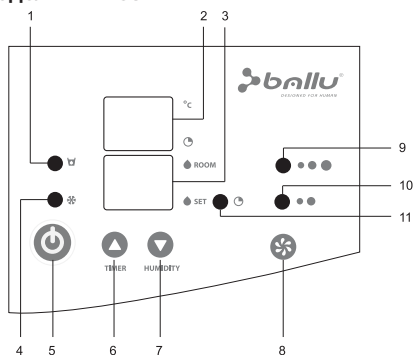 1 2 3
ballu®
DESIGNED FOR HUMAN
°C
9
ROOM
10
4
SET
11
TIMER HUMIDITY
5 6 7 8